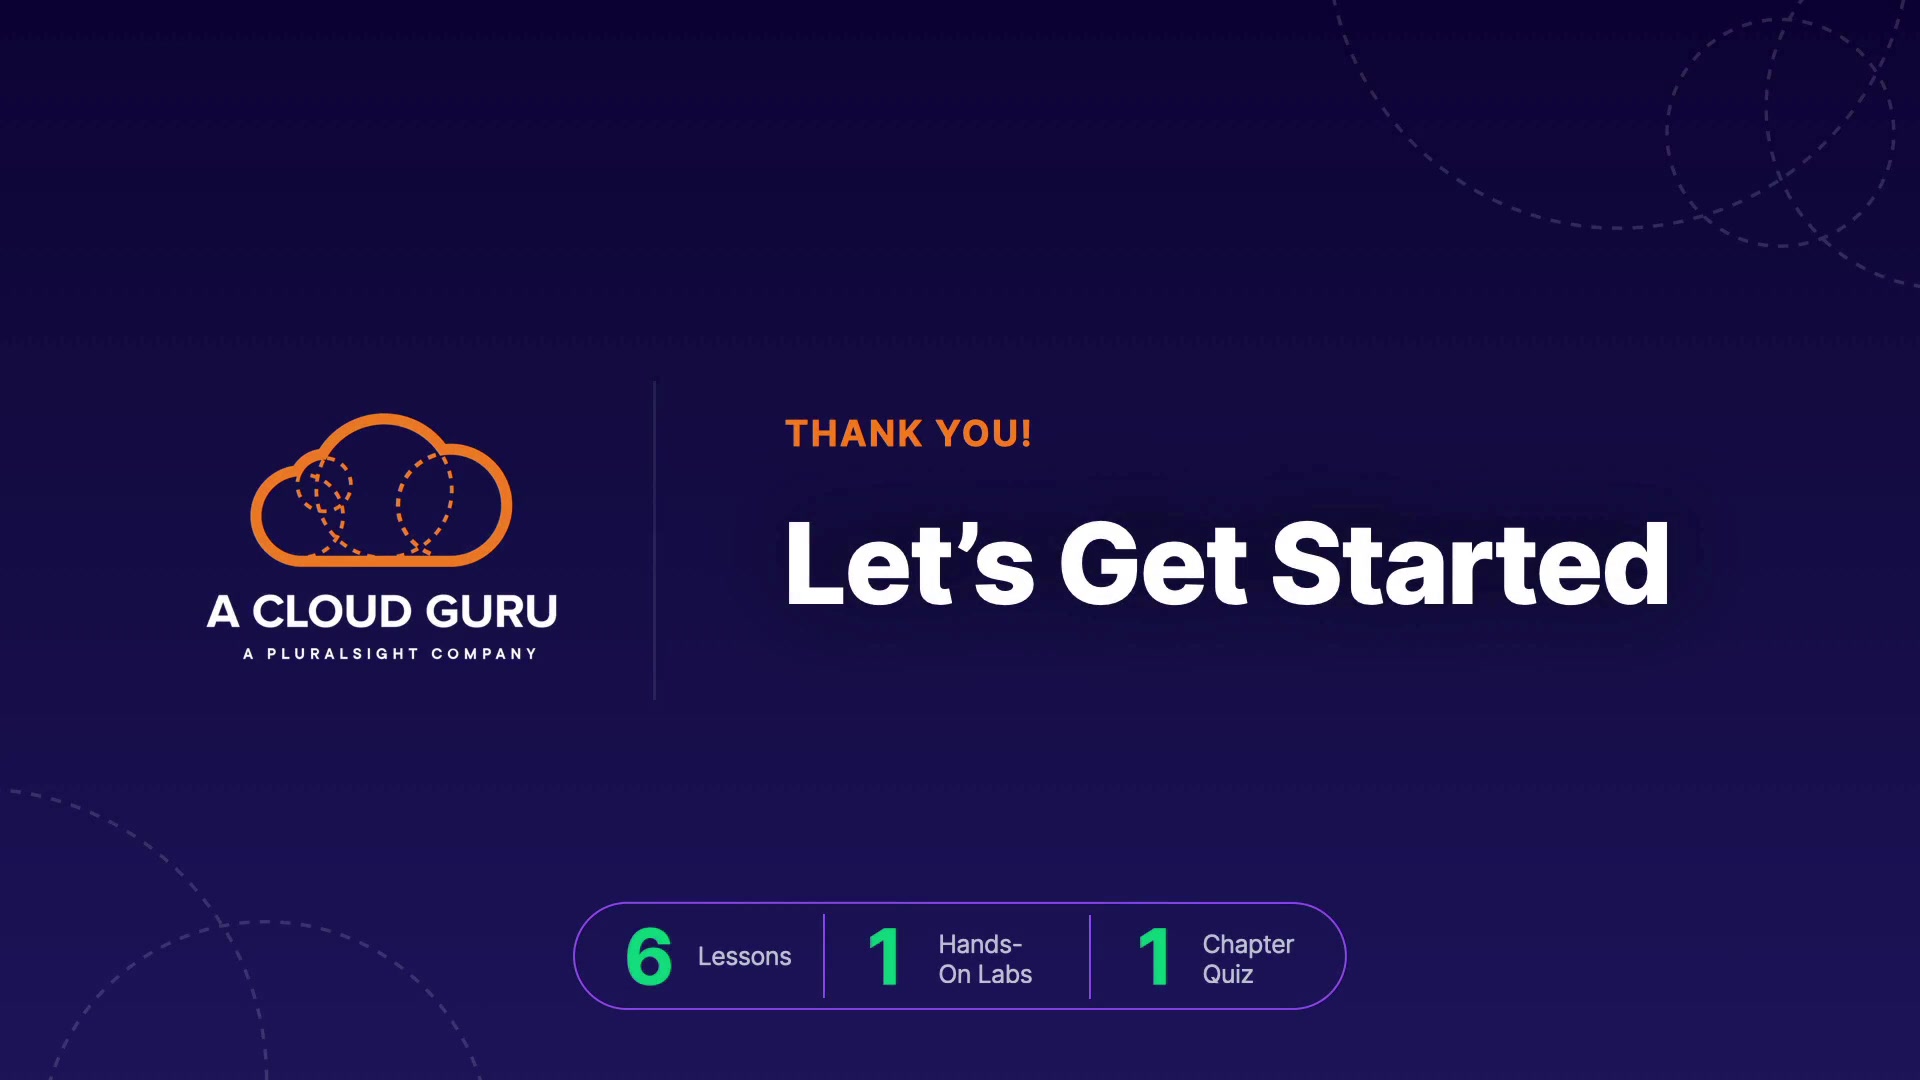 A CLOUD GURU
A PLURALSIGHT COMPANY
THANK YOU!
Let’s Get Started
6 Lessons
1 Hands-
On Labs
1 Chapter
Quiz